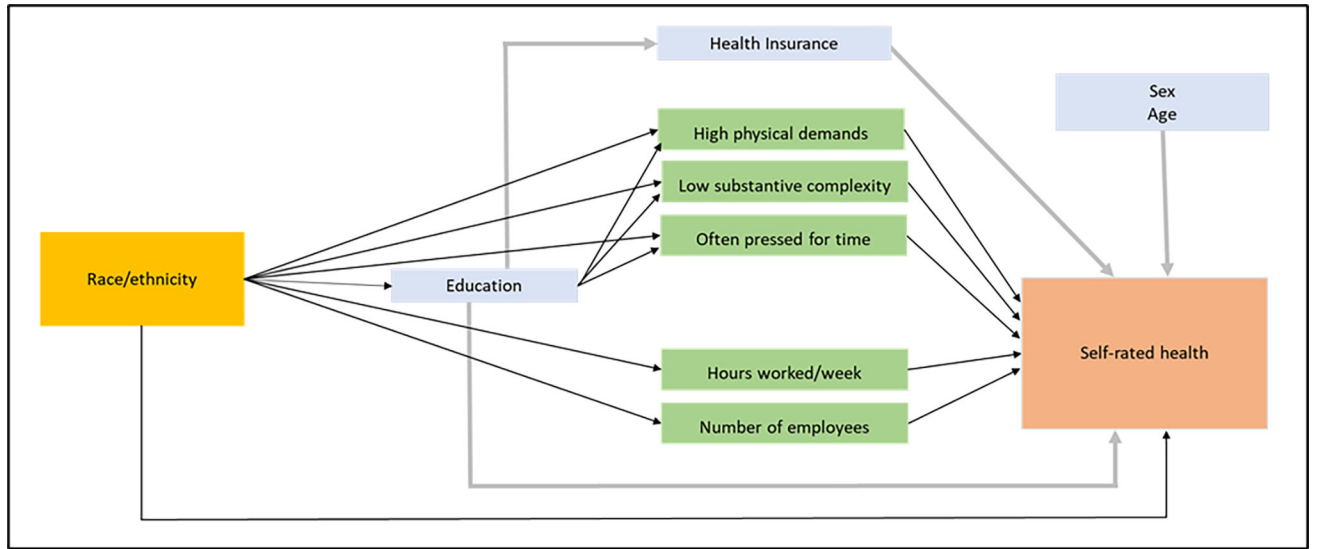 Health Insurance
Sex
Age
High physical demands
Low substantive complexity
Often pressed for time
Race/ethnicity
Education
Self-rated health
Hours worked/week
Number of employees